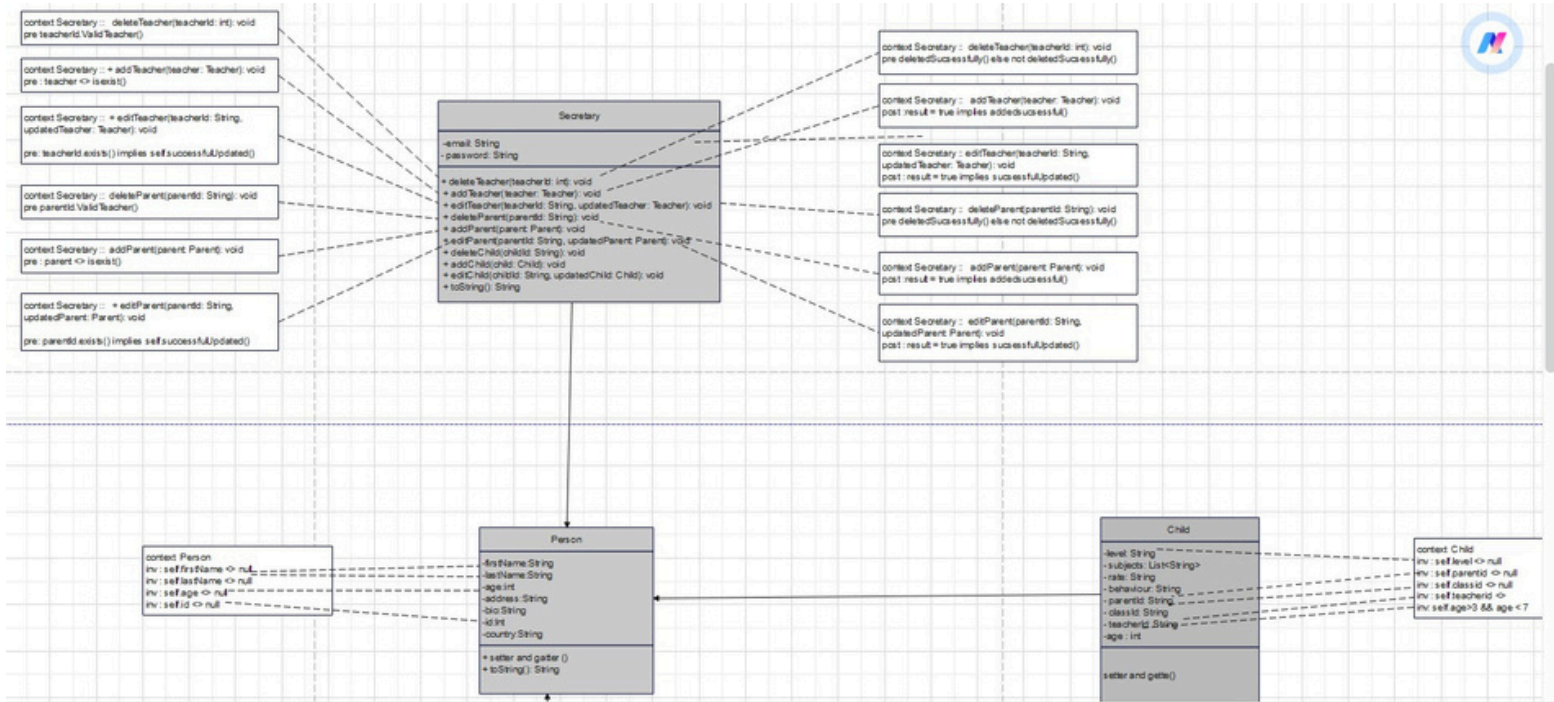 context Secretary :: deleteTeacher(teacherId: int): void
pre teacherId.ValidTeacher()
context Secretary :: + addTeacher(teacher: Teacher): void
pre : teacher <> isexist()
context Secretary :: + editTeacher(teacherId: String,
updatedTeacher: Teacher): void
pre: teacherId.exists() implies self.successfulUpdated()
context Secretary :: deleteParent(parentId: String): void
pre parentId.ValidTeacher()
context Secretary :: addParent(parent: Parent): void
pre : parent <> isexist()
context Secretary :: + editParent(parentId: String,
updatedParent: Parent): void
pre: parentId.exists() implies self.successfulUpdated()
Secretary
-email: String
- password: String
+ deleteTeacher(teacherId: int): void
+ addTeacher(teacher: Teacher): void
+ editTeacher(teacherId: String, updatedTeacher: Teacher): void
+ deleteParent(parentId: String): void
+ addParent(parent: Parent): void
+ editParent(parentId: String, updatedParent: Parent): void
+ deleteChild(childId: String): void
+ addChild(child: Child): void
+ editChild(childId: String, updatedChild: Child): void
+ toString(): String
context Secretary :: deleteTeacher(teacherId: int): void
pre deletedSucsessfully() else not deletedSucsessfully()
context Secretary :: addTeacher(teacher: Teacher): void
post :result = true implies addedsucsessful()
context Secretary :: editTeacher(teacherId: String,
updatedTeacher: Teacher): void
post : result = true implies sucsessfulUpdated()
context Secretary :: deleteParent(parentId: String): void
pre deletedSucsessfully() else not deletedSucsessfully()
context Secretary :: addParent(parent: Parent): void
post :result = true implies addedsucsessful()
context Secretary :: editParent(parentId: String,
updatedParent: Parent): void
post : result = true implies sucsessfulUpdated()
context Person
inv : self.firstName <> null
inv : self.lastName <> null
inv : self.age <> null
inv : self.id <> null
Person
-firstName:String
-lastName:String
-age:int
-address:String
-bio:String
-id:Int
-country:String
+ setter and gatter ()
+ toString(): String
Child
-level: String
- subjects: List<String>
- rate: String
- behaviour: String
- parentId: String
- classId: String
- teacherId: String
-age : int
setter and gette()
context Child
inv : self.level <> null
inv : self.parentid <> null
inv : self.classid <> null
inv : self.teacherid <>
inv: self.age>3 && age < 7